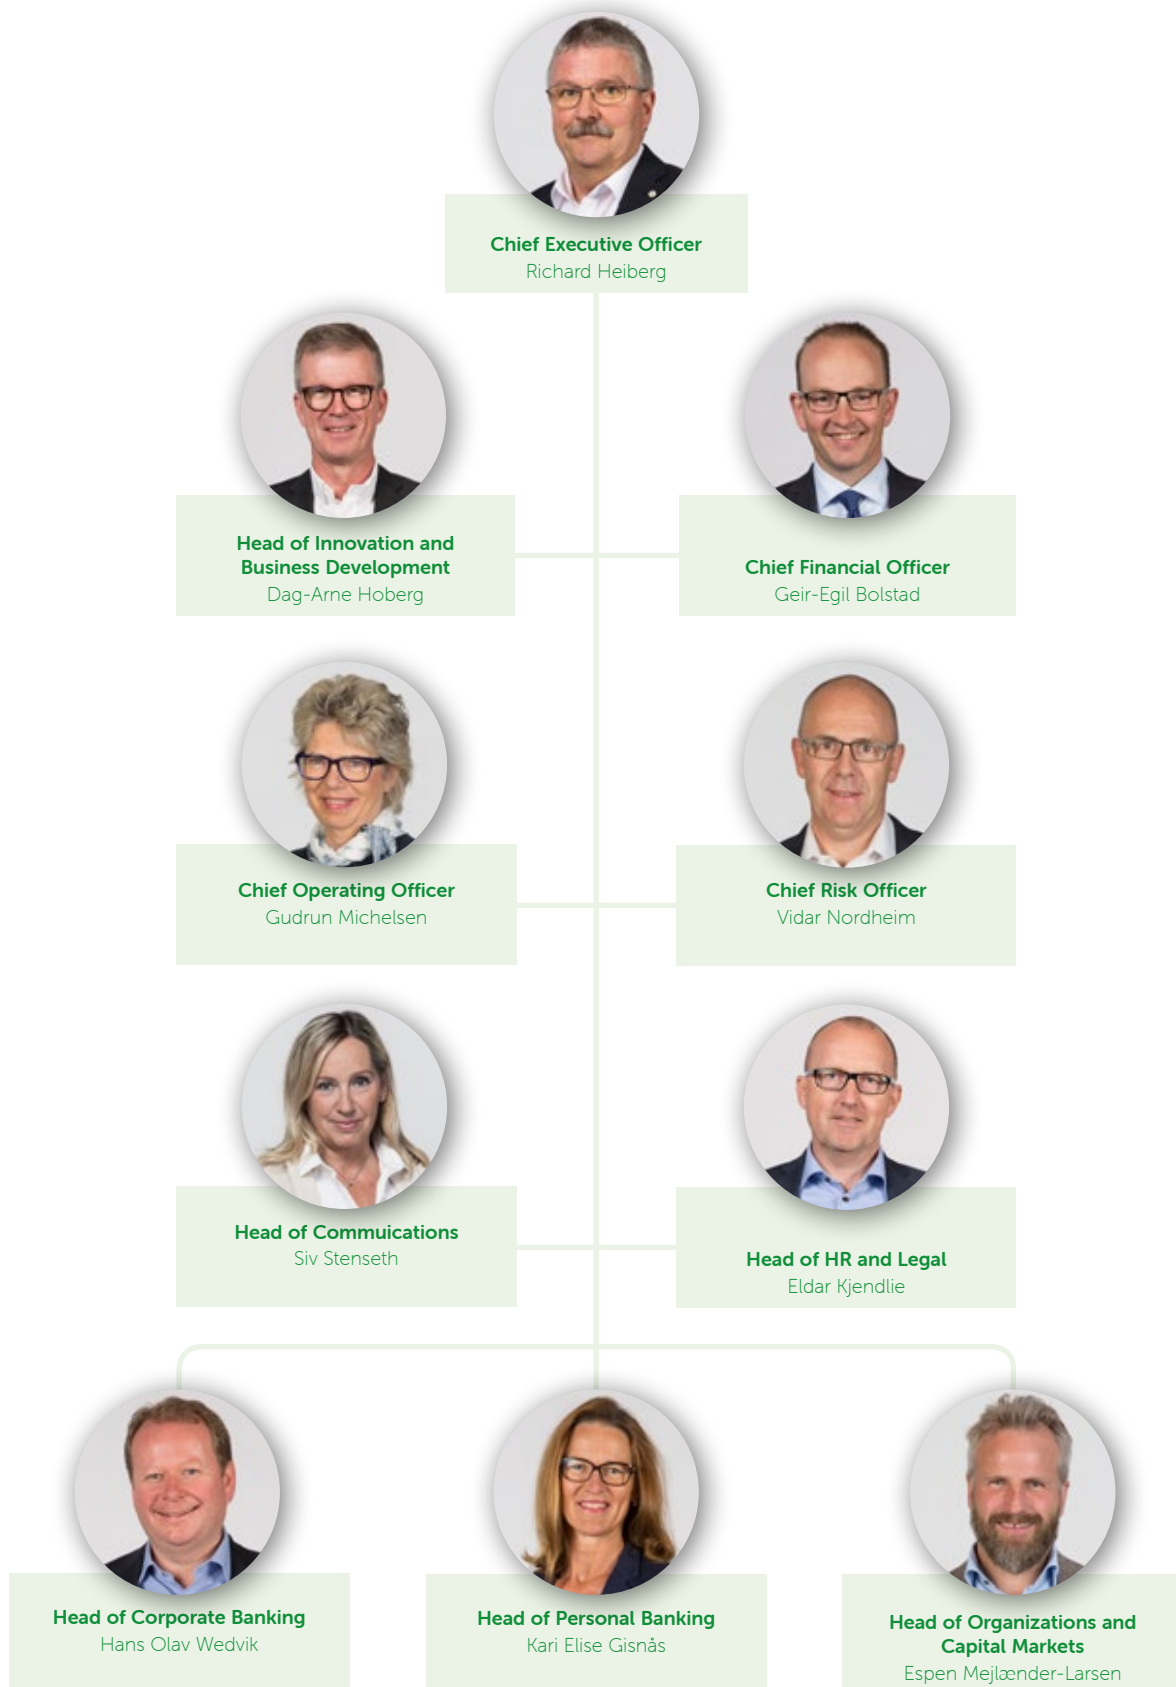 Chief Executive Officer
Richard Heiberg
Head of Innovation and
Business Development
Dag-Arne Hoberg
Chief Financial Officer
Geir-Egil Bolstad
Chief Operating Officer
Gudrun Michelsen
Chief Risk Officer
Vidar Nordheim
Head of Commuications
Siv Stenseth
Head of HR and Legal
Eldar Kjendlie
Head of Corporate Banking
Hans Olav Wedvik
Head of Personal Banking
Kari Elise Gisnås
Head of Organizations and
Capital Markets
Espen Mejlænder-Larsen